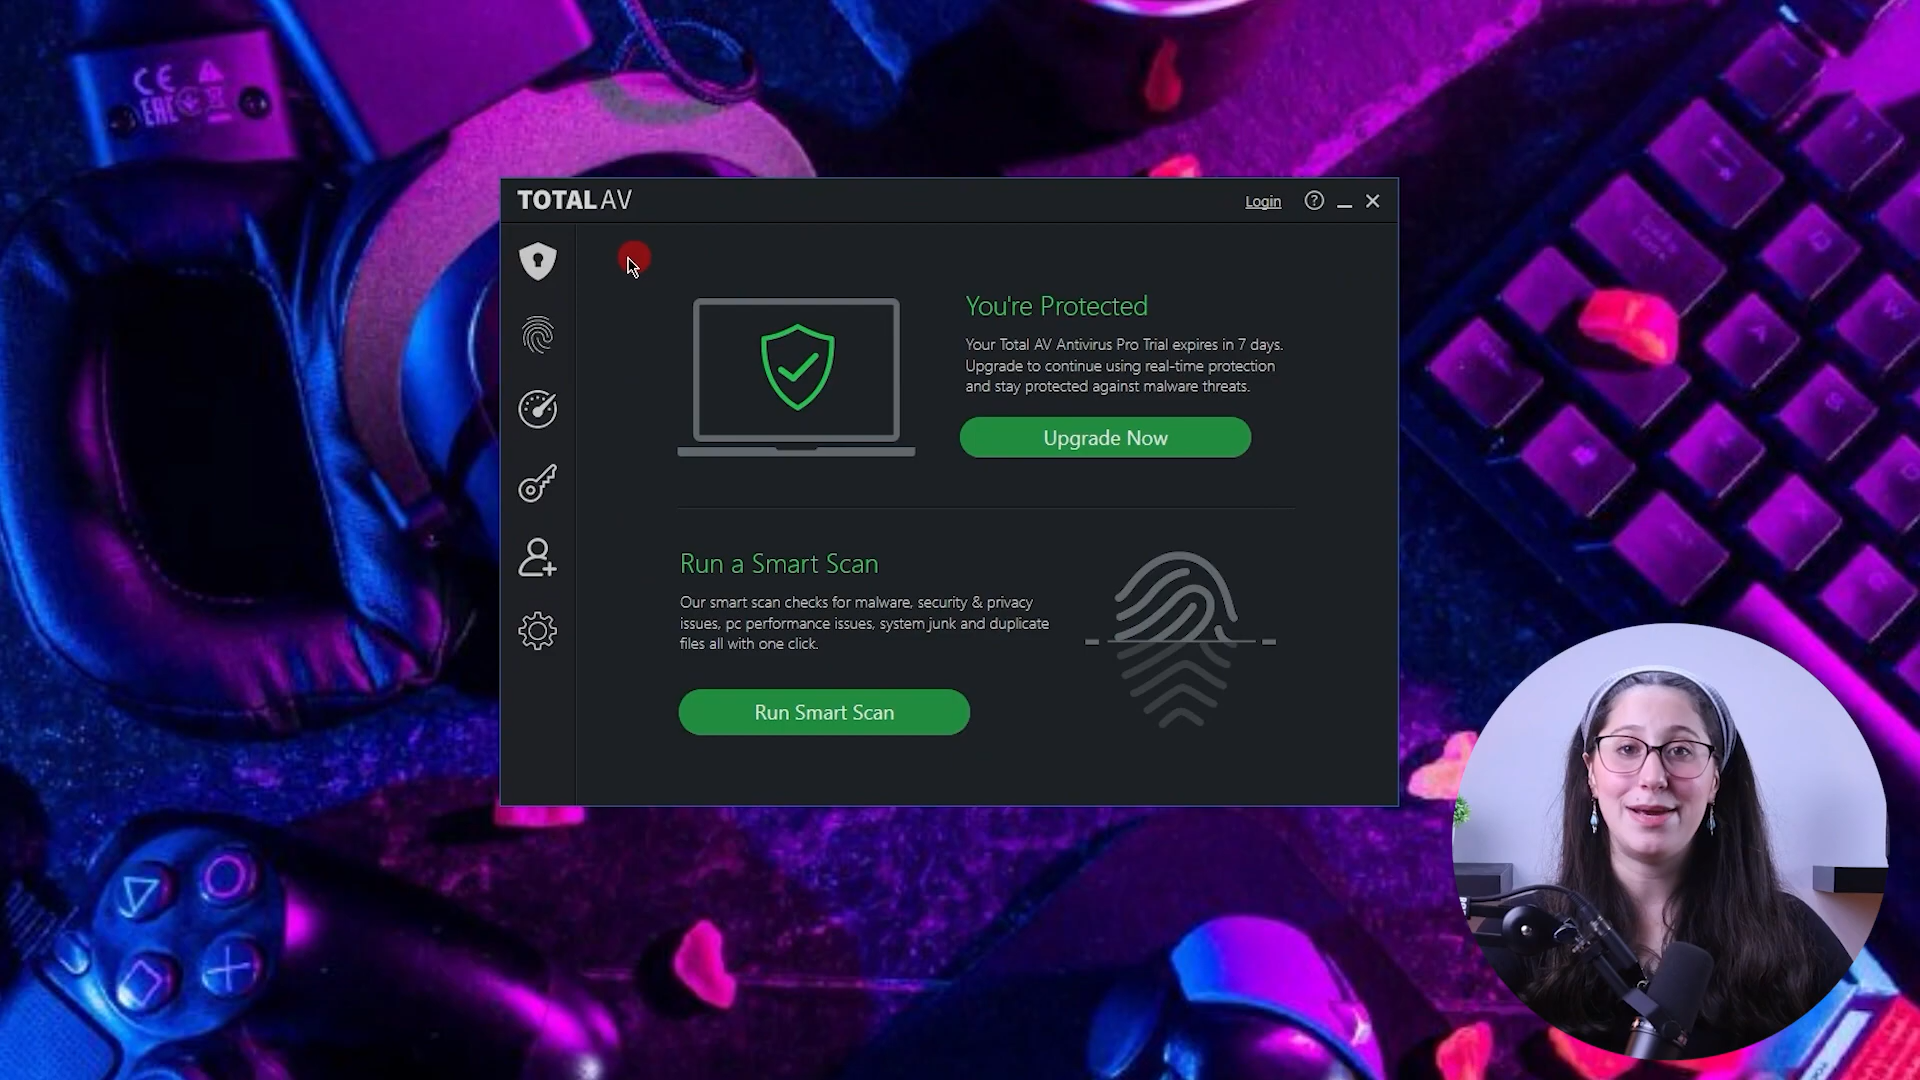 CE
EAC
TOTAL AV
Login
You're Protected
Your Total AV Antivirus Pro Trial expires in 7 days.
Upgrade to continue using real-time protection
and stay protected against malware threats.
Upgrade Now
Run a Smart Scan
Our smart scan checks for malware, security & privacy
issues, pc performance issues, system junk and duplicate
files all with one click.
Run Smart Scan